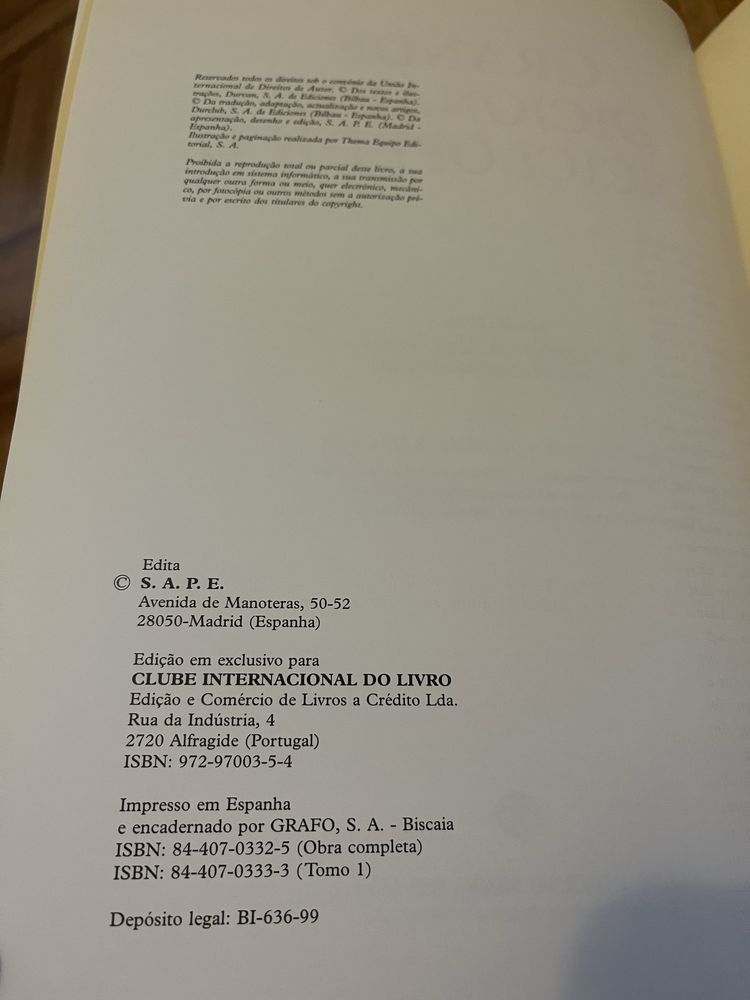 Reservados todos os direitos sob o convénio da União In-
ternacional de Direitos de Autor. © Dos textos e ilus-
trações, Durvan, S. A. de Ediciones (Bilbau - Espanha).
© Da tradução, adaptação, actualização e novos artigos,
Durclub, S. A. de Ediciones (Bilbau - Espanha). © Da
apresentação, desenho e edição, S. A. P. E. (Madrid -
Espanha).
Ilustração e paginação realizada por Thema Equipo Edi-
torial, S. A.
Proibida a reprodução total ou parcial deste livro, a sua
introdução em sistema informático, a sua transmissão por
qualquer outra forma ou meio, quer electrónico, mecâni-
co, por fotocópia ou outros métodos sem a autorização pré-
via e por escrito dos titulares do copyright.
Edita
© S. A. P. E.
Avenida de Manoteras, 50-52
28050-Madrid (Espanha)
Edição em exclusivo para
CLUBE INTERNACIONAL DO LIVRO
Edição e Comércio de Livros a Crédito Lda.
Rua da Indústria, 4
2720 Alfragide (Portugal)
ISBN: 972-97003-5-4
Impresso em Espanha
e encadernado por GRAFO, S. A. - Biscaia
ISBN: 84-407-0332-5 (Obra completa)
ISBN: 84-407-0333-3 (Tomo 1)
Depósito legal: BI-636-99